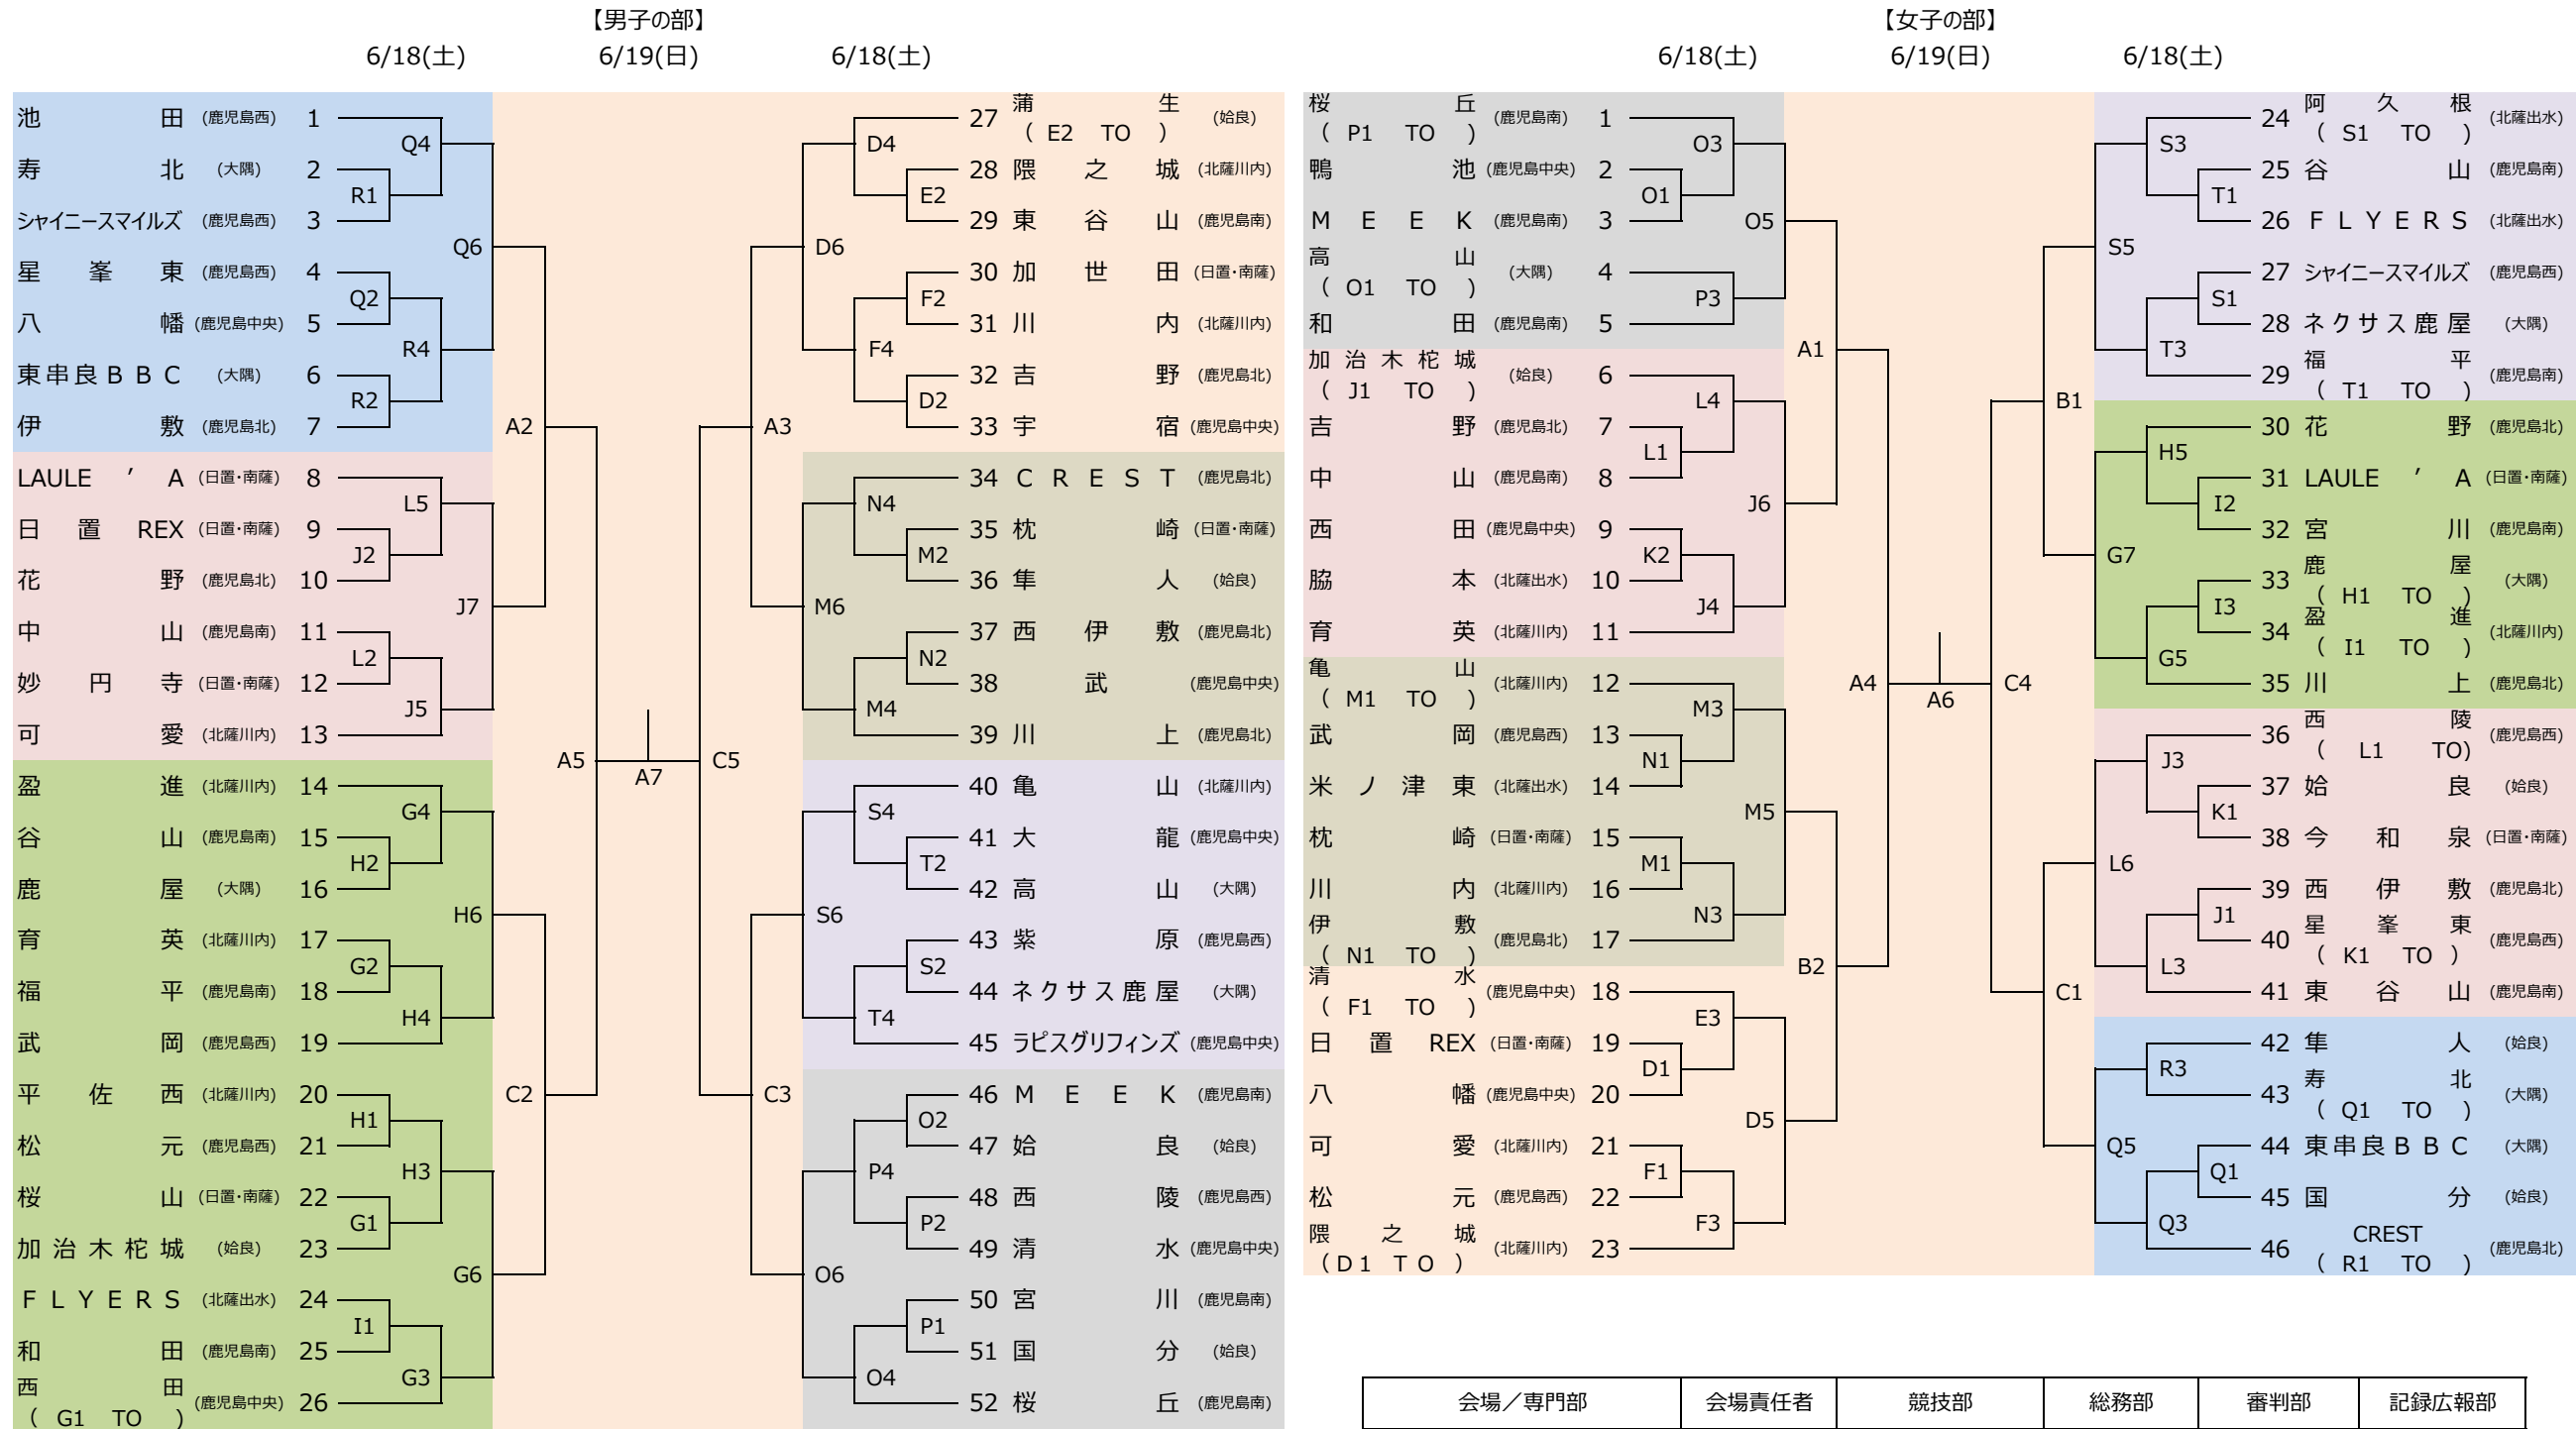 【男子の部】
6/18(土) 6/19(日) 6/18(土)
池田 (鹿児島西) 1
寿北 (大隅) 2
シャイニースマイルズ (鹿児島西) 3
星峯東 (鹿児島西) 4
八幡 (鹿児島中央) 5
東串良BBC (大隅) 6
伊敷 (鹿児島北) 7
LAULE ' A (日置・南薩) 8
日置REX (日置・南薩) 9
花野 (鹿児島北) 10
中山 (鹿児島南) 11
妙円寺 (日置・南薩) 12
可愛 (北薩川内) 13
盈進 (北薩川内) 14
谷山 (鹿児島南) 15
鹿屋 (大隅) 16
育英 (北薩川内) 17
福平 (鹿児島南) 18
武岡 (鹿児島西) 19
平佐西 (北薩川内) 20
松元 (鹿児島西) 21
桜山 (日置・南薩) 22
加治木柁城 (姶良) 23
FLYERS (北薩出水) 24
和田 (鹿児島南) 25
西田
( G1 TO ) (鹿児島中央) 26
Q4
R1
Q6
Q2
R4
R2
A2
L5
J2
J7
L2
J5
A5
G4
H2
H6
G2
H4
C2
H1
H3
G1
G6
I1
G3
A7
C5
D4
E2
D6
F2
F4
D2
A3
N4
M2
M6
N2
M4
S4
T2
S6
S2
T4
C3
O2
P4
P2
O6
P1
O4
27 蒲生
( E2 TO ) (姶良)
28 隈之城 (北薩川内)
29 東谷山 (鹿児島南)
30 加世田 (日置・南薩)
31 川内 (北薩川内)
32 吉野 (鹿児島北)
33 宇宿 (鹿児島中央)
34 CREST (鹿児島北)
35 枕崎 (日置・南薩)
36 隼人 (姶良)
37 西伊敷 (鹿児島北)
38 武 (鹿児島中央)
39 川上 (鹿児島北)
40 亀山 (北薩川内)
41 大龍 (鹿児島中央)
42 高山 (大隅)
43 紫原 (鹿児島西)
44 ネクサス鹿屋 (大隅)
45 ラピスグリフィンズ (鹿児島中央)
46 MEEK (鹿児島南)
47 姶良 (姶良)
48 西陵 (鹿児島西)
49 清水 (鹿児島中央)
50 宮川 (鹿児島南)
51 国分 (姶良)
52 桜丘 (鹿児島南)
【女子の部】
6/18(土) 6/19(日) 6/18(土)
桜丘
( P1 TO ) (鹿児島南) 1
鴨池 (鹿児島中央) 2
MEEK (鹿児島南) 3
高山
( O1 TO ) (大隅) 4
和田 (鹿児島南) 5
加治木柁城
( J1 TO ) (姶良) 6
吉野 (鹿児島北) 7
中山 (鹿児島南) 8
西田 (鹿児島中央) 9
脇本 (北薩出水) 10
育英 (北薩川内) 11
亀山
( M1 TO ) (北薩川内) 12
武岡 (鹿児島西) 13
米ノ津東 (北薩出水) 14
枕崎 (日置・南薩) 15
川内 (北薩川内) 16
伊敷
( N1 TO ) (鹿児島北) 17
清水
( F1 TO ) (鹿児島中央) 18
日置REX (日置・南薩) 19
八幡 (鹿児島中央) 20
可愛 (北薩川内) 21
松元 (鹿児島西) 22
隈之城
( D1 TO ) (北薩川内) 23
O3
O1
O5
P3
A1
L4
L1
J6
K2
J4
A4
M3
N1
M5
M1
N3
B2
E3
D1
D5
F1
F3
A6
C4
S3
T1
S5
S1
T3
B1
H5
I2
G7
I3
G5
J3
K1
L6
J1
L3
C1
R3
Q5
Q1
Q3
24 阿久根
( S1 TO ) (北薩出水)
25 谷山 (鹿児島南)
26 FLYERS (北薩出水)
27 シャイニースマイルズ (鹿児島西)
28 ネクサス鹿屋 (大隅)
29 福平
( T1 TO ) (鹿児島南)
30 花野 (鹿児島北)
31 LAULE ' A (日置・南薩)
32 宮川 (鹿児島南)
33 鹿屋
( H1 TO ) (大隅)
34 盈進
( I1 TO ) (北薩川内)
35 川上 (鹿児島北)
36 西陵
( L1 TO) (鹿児島西)
37 姶良 (姶良)
38 今和泉 (日置・南薩)
39 西伊敷 (鹿児島北)
40 星峯東
( K1 TO ) (鹿児島西)
41 東谷山 (鹿児島南)
42 隼人 (姶良)
43 寿北
( Q1 TO ) (大隅)
44 東串良BBC (大隅)
45 国分 (姶良)
46 CREST
( R1 TO ) (鹿児島北)
会場/専門部 会場責任者 競技部 総務部 審判部 記録広報部